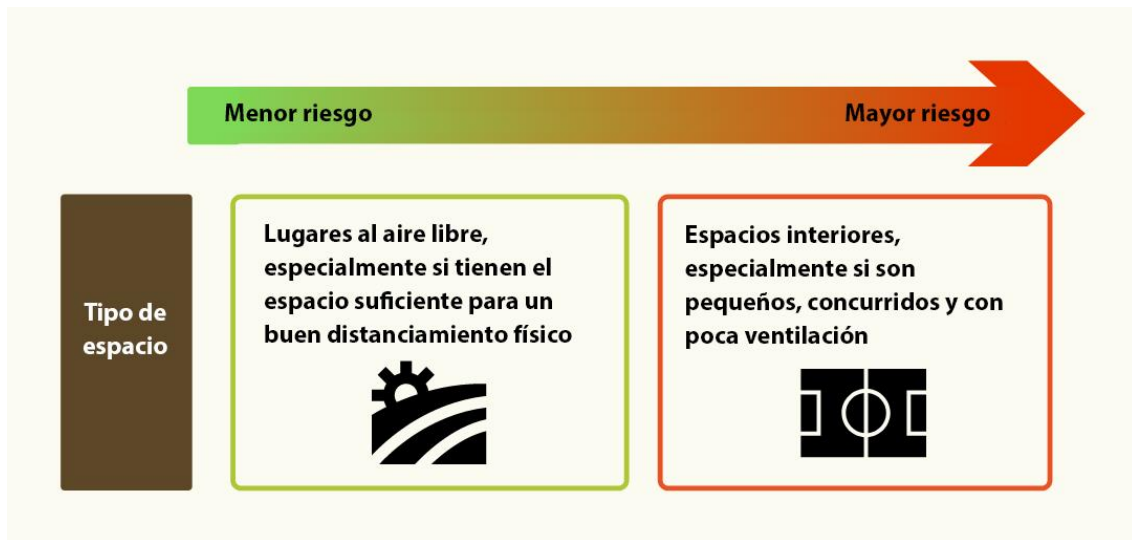 Menor riesgo
Mayor riesgo
Tipo de
espacio
Lugares al aire libre,
especialmente si tienen el
espacio suficiente para un
buen distanciamiento físico
Espacios interiores,
especialmente si son
pequeños, concurridos y con
poca ventilación